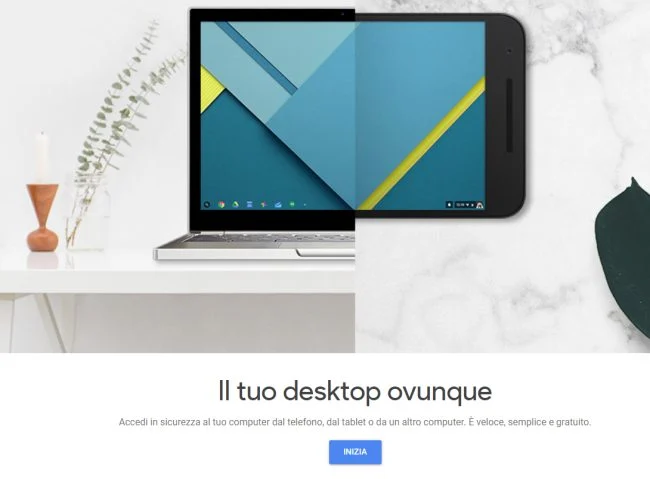 Il tuo desktop ovunque
Accedi in sicurezza al tuo computer dal telefono, dal tablet o da un altro computer. È veloce, semplice e gratuito.
INIZIA